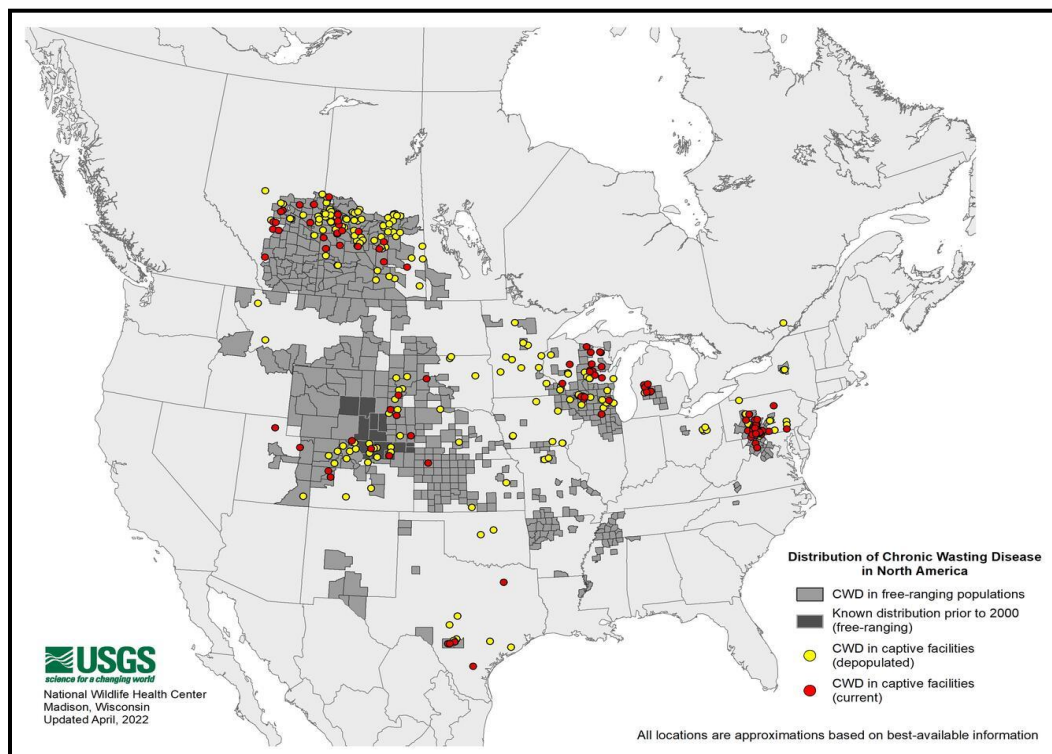 Distribution of Chronic Wasting Disease
in North America
CWD in free-ranging populations
Known distribution prior to 2000
(free-ranging)
CWD in captive facilities
(depopulated)
CWD in captive facilities
(current)
USGS
science for a changing world
National Wildlife Health Center
Madison, Wisconsin
Updated April, 2022
All locations are approximations based on best-available information